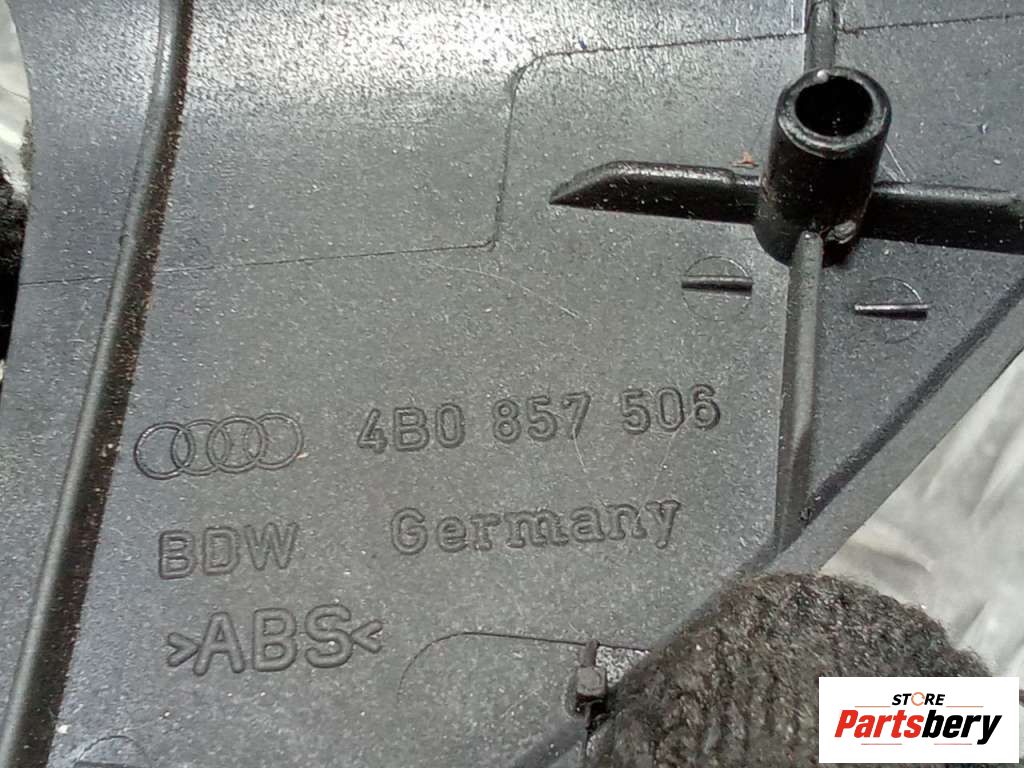 4B0 857 506
BDW Germany
>ABS<
STORE
Partsbery